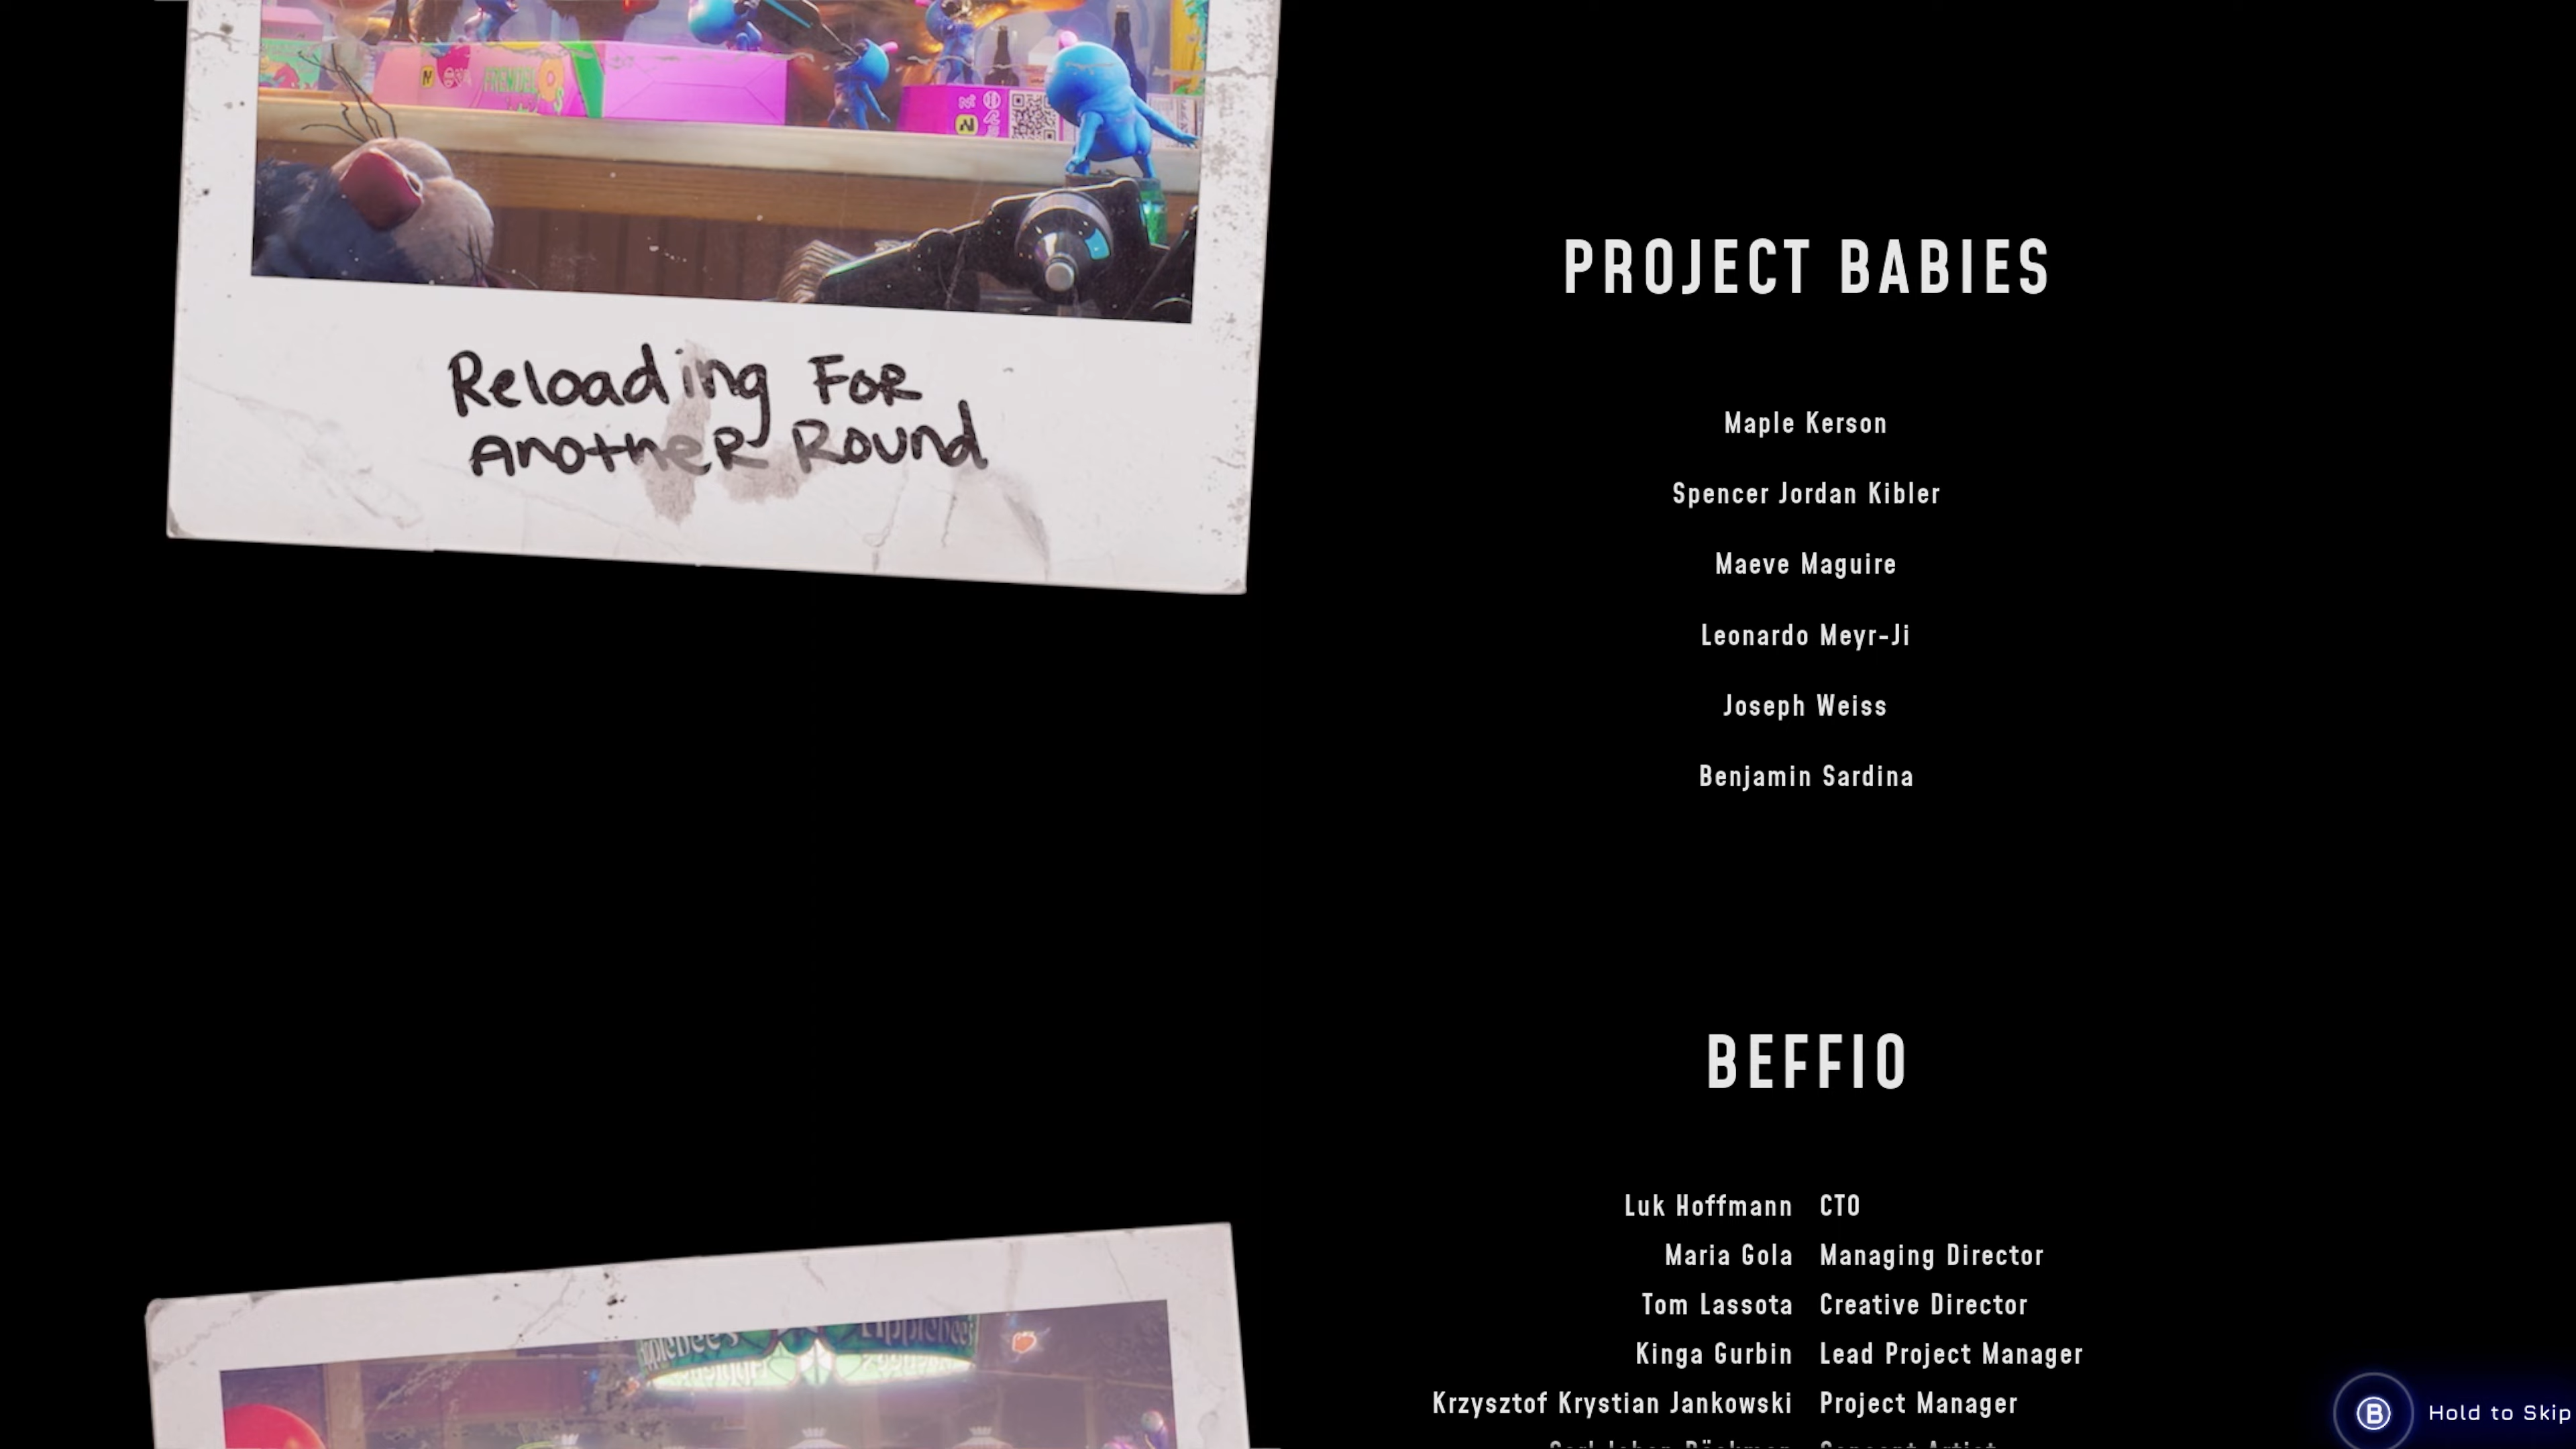 Reloading FoR
AnotheR Round
PROJECT BABIES
Maple Kerson
Spencer Jordan Kibler
Maeve Maguire
Leonardo Meyr-Ji
Joseph Weiss
Benjamin Sardina
BEFFIO
Luk Hoffmann CTO
Maria Gola Managing Director
Tom Lassota Creative Director
Kinga Gurbin Lead Project Manager
Krzysztof Krystian Jankowski Project Manager
B Hold to Skip